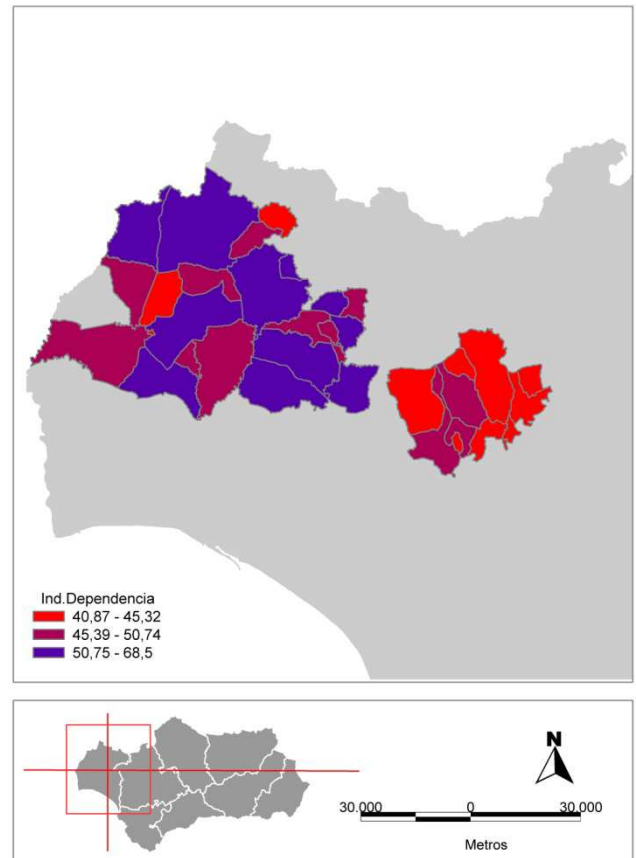 Ind.Dependencia
40,87 - 45,32
45,39 - 50,74
50,75 - 68,5
N
30.000 0 30.000
Metros